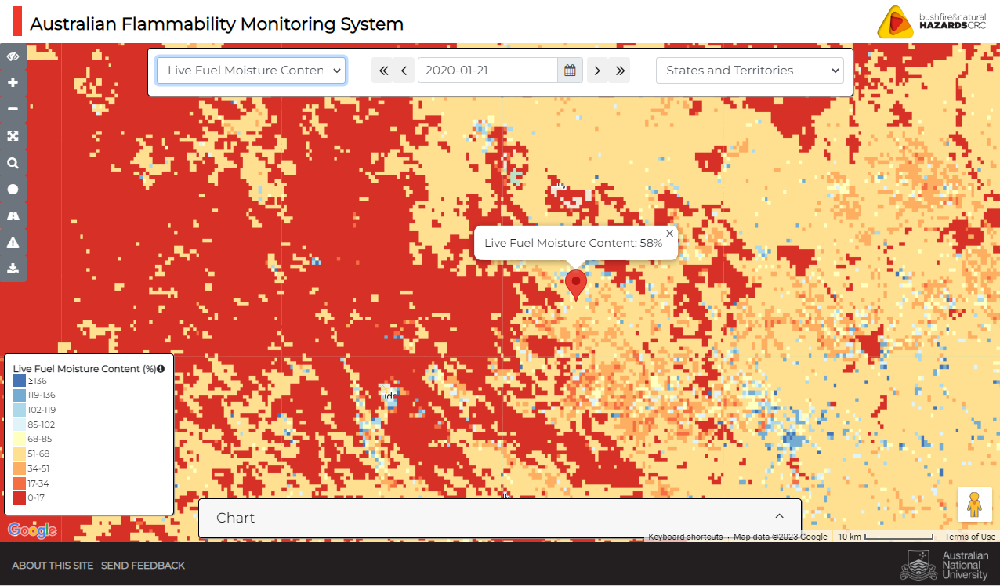 Australian Flammability Monitoring System
bushfire&natural
HAZARDSCRC
Live Fuel Moisture Conten
2020-01-21
States and Territories
Live Fuel Moisture Content: 58%
Live Fuel Moisture Content (%)
≥136
119-136
102-119
85-102
68-85
51-68
34-51
17-34
0-17
Google
Chart
Keyboard shortcuts
Map data ©2023 Google
10 km
Terms of Use
ABOUT THIS SITE
SEND FEEDBACK
Australian
National
University